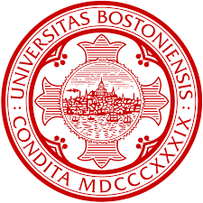 UNIVERSITAS BOSTONIENSIS
CONDITA MDCCCXXXIX